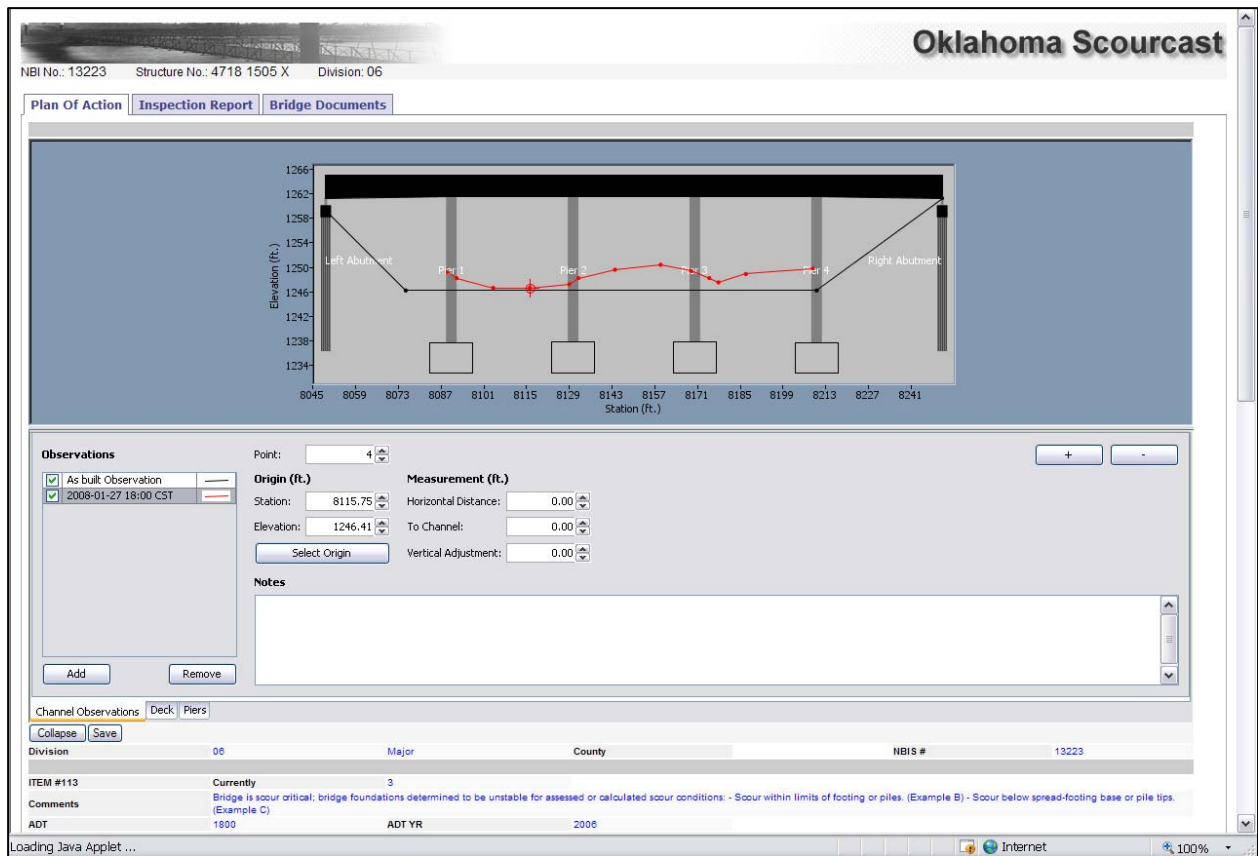 Oklahoma Scourcast
NBI No.: 13223 Structure No.: 4718 1505 X Division: 06
Plan Of Action Inspection Report Bridge Documents
1266
1262
1258
1254
1250
1246
1242
1238
1234
Elevation (ft.)
Left Abutment Pier 1 Pier 2 Pier 3 Pier 4 Right Abutment
8045 8059 8073 8087 8101 8115 8129 8143 8157 8171 8185 8199 8213 8227 8241
Station (ft.)
Observations Point: 4 + -
As built Observation
2008-01-27 18:00 CST
Origin (ft.) Measurement (ft.)
Station: 8115.75 Horizontal Distance: 0.00
Elevation: 1246.41 To Channel: 0.00
Select Origin Vertical Adjustment: 0.00
Notes
Add Remove
Channel Observations Deck Piers
Collapse Save
Division 06 Major County NBIS # 13223
ITEM #113 Currently 3
Comments Bridge is scour critical; bridge foundations determined to be unstable for assessed or calculated scour conditions: - Scour within limits of footing or piles. (Example B) - Scour below spread-footing base or pile tips.
(Example C)
ADT 1800 ADT YR 2006
Loading Java Applet ... Internet 100%